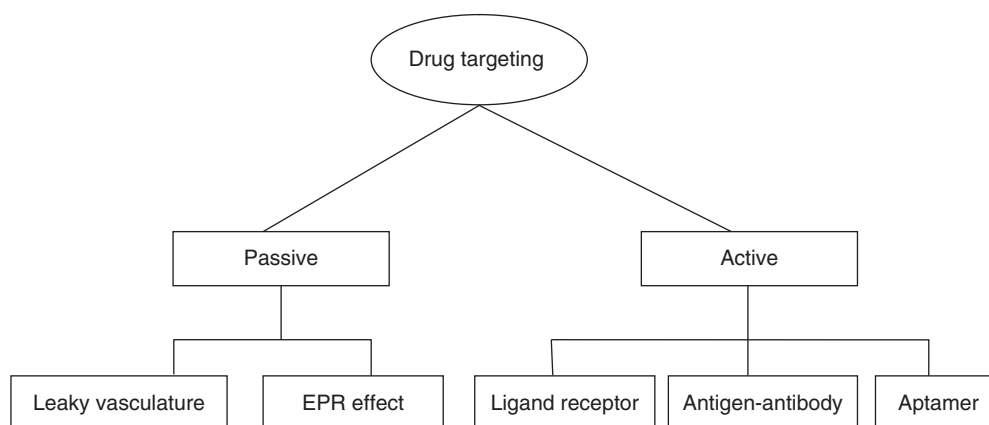 Drug targeting
Passive
Active
Leaky vasculature
EPR effect
Ligand receptor
Antigen-antibody
Aptamer